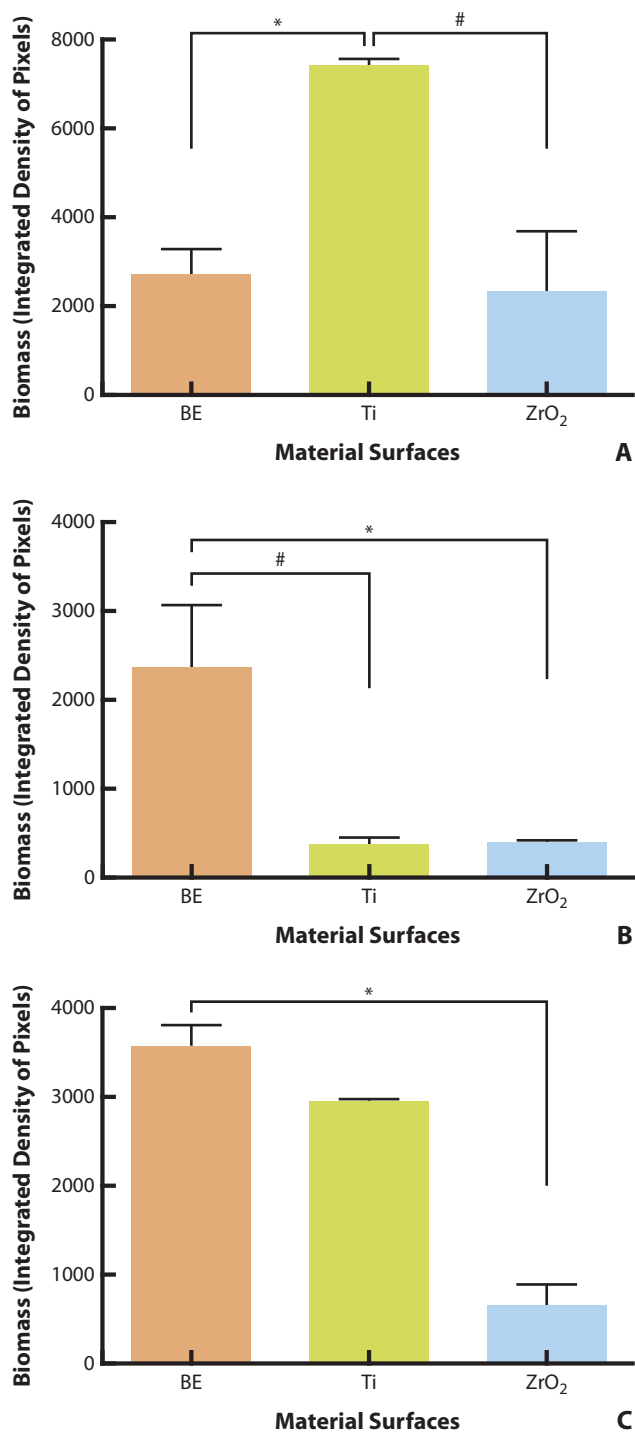 * #
8000
6000
4000
2000
0
Biomass (Integrated Density of Pixels)
BE Ti ZrO₂
Material Surfaces
A
*
#
4000
3000
2000
1000
0
Biomass (Integrated Density of Pixels)
BE Ti ZrO₂
Material Surfaces
B
*
4000
3000
2000
1000
0
Biomass (Integrated Density of Pixels)
BE Ti ZrO₂
Material Surfaces
C